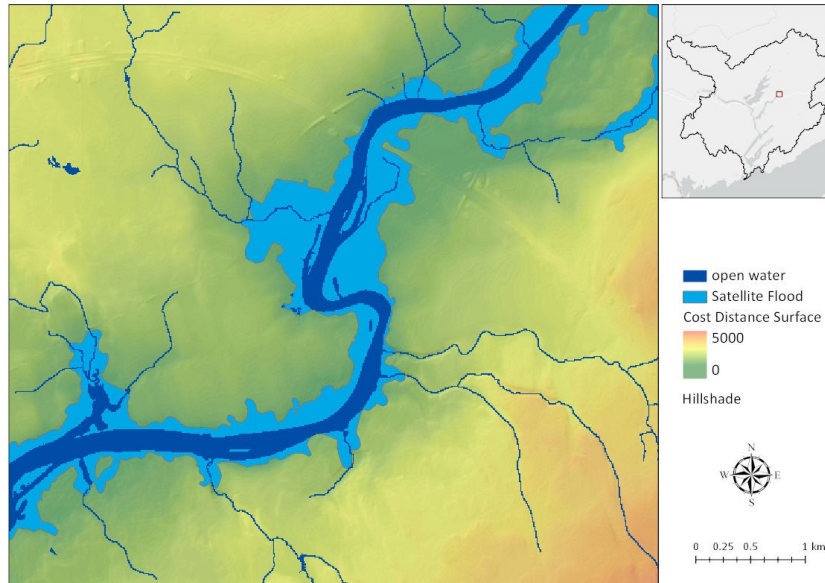 open water
Satellite Flood
Cost Distance Surface
5000
0
Hillshade
N
W E
S
0 0.25 0.5 1 km